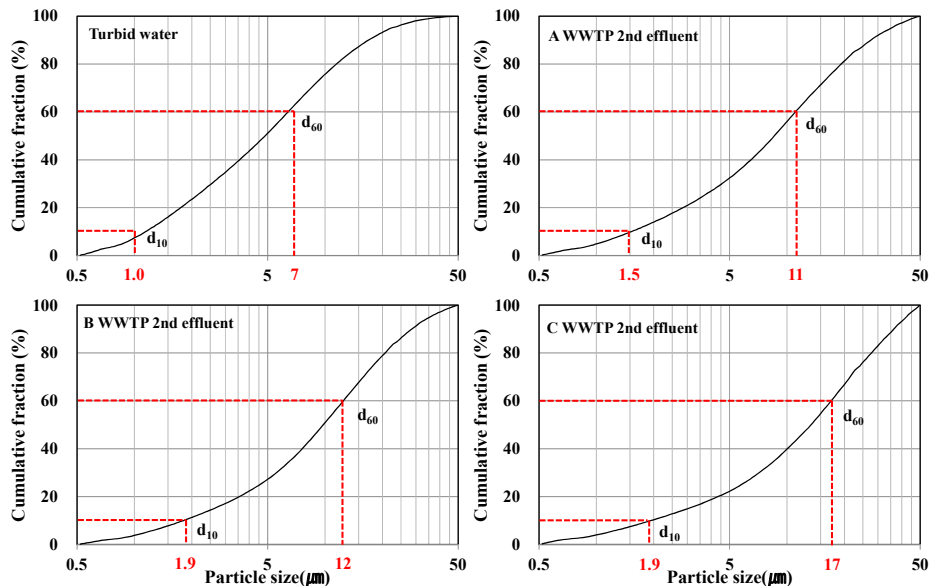 Cumulative fraction (%)
100
80
60
40
20
0
Turbid water
d60
d10
0.5
1.0
5
7
50
Cumulative fraction (%)
100
80
60
40
20
0
A WWTP 2nd effluent
d60
d10
0.5
1.5
5
11
50
Cumulative fraction (%)
100
80
60
40
20
0
B WWTP 2nd effluent
d60
d10
0.5
1.9
5
12
50
Particle size(㎛)
Cumulative fraction (%)
100
80
60
40
20
0
C WWTP 2nd effluent
d60
d10
0.5
1.9
5
17
50
Particle size(㎛)